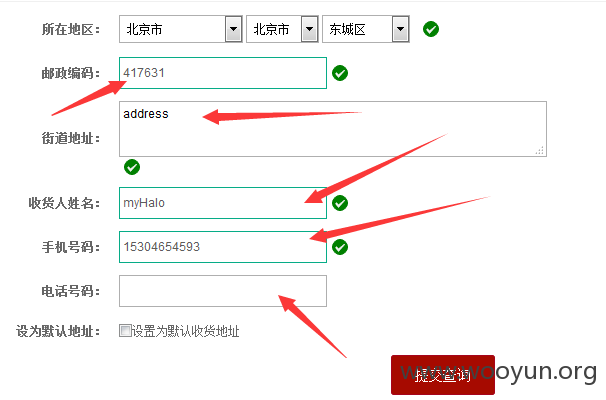 所在地区： 北京市 北京市 东城区
邮政编码： 417631
address
街道地址：
收货人姓名： myHalo
手机号码： 15304654593
电话号码：
设为默认地址： 设置为默认收货地址
提交查询
www.wooyun.org